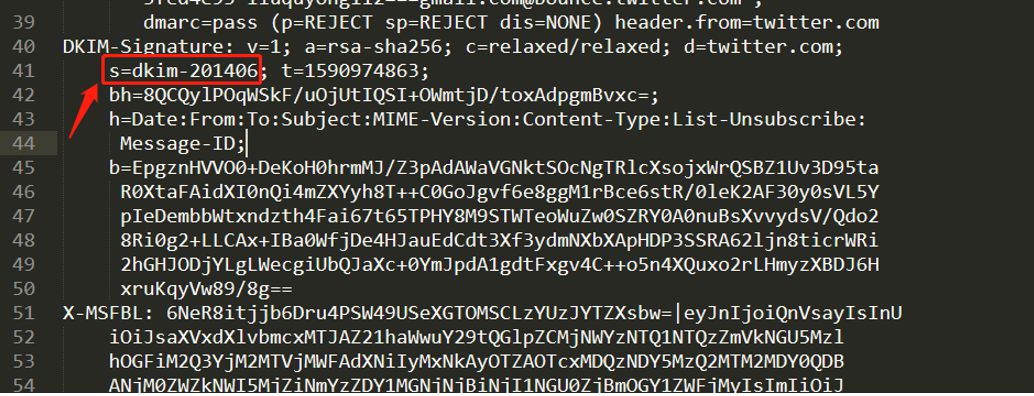 39 dmarc=pass (p=REJECT sp=REJECT dis=NONE) header.from=twitter.com
40 DKIM-Signature: v=1; a=rsa-sha256; c=relaxed/relaxed; d=twitter.com;
41 s=dkim-201406; t=1590974863;
42 bh=8QCQylPOqWSkF/uOjUtIQSI+OWmtjD/toxAdpgmBvxc=;
43 h=Date:From:To:Subject:MIME-Version:Content-Type:List-Unsubscribe:
44 Message-ID;
45 b=EpgznHVVO0+DeKoH0hrmMJ/Z3pAdAWaVGNktSOcNgTRlcXsojxWrQSBZ1Uv3D95ta
46 R0XtaFAidXI0nQi4mZXYyh8T++C0GoJgvf6e8ggM1rBce6stR/0leK2AF30y0sVL5Y
47 pIeDembbWtxndzth4Fai67t65TPHY8M9STWTeoWuZw0SZRY0A0nuBsXvvydsV/Qdo2
48 8Ri0g2+LLCAx+IBa0WfjDe4HJauEdCdt3Xf3ydmNXbXApHDP3SSRA62ljn8ticrWRi
49 2hGHJODjYLgLWecgiUbQJaXc+0YmJpdA1gdtFxgv4C++o5n4XQuxo2rLHmyzXBDJ6H
50 xruKqyVw89/8g==
51 X-MSFBL: 6NeR8itjjb6Dru4PSW49USeXGTOMSCLzYUzJYTZXsbw=|eyJnIjoiQnVsayIsInU
52 iOiJsaXVxdXlvbmcxMTJAZ21haWwuY29tQGlpZCMjNWYzNTQ1NTQzZmVkNGU5Mzl
53 hOGFiM2Q3YjM2MTVjMWFAdXNiIyMxNkAyOTZAOTcxMDQzNDY5MzQ2MTM2MDY0QDB
54 ANjM0ZWZkNWI5MjZiNmYzZDY1MGNjNjBiNjI1NGU0ZjBmOGY1ZWFjMyIsImIiOiJ